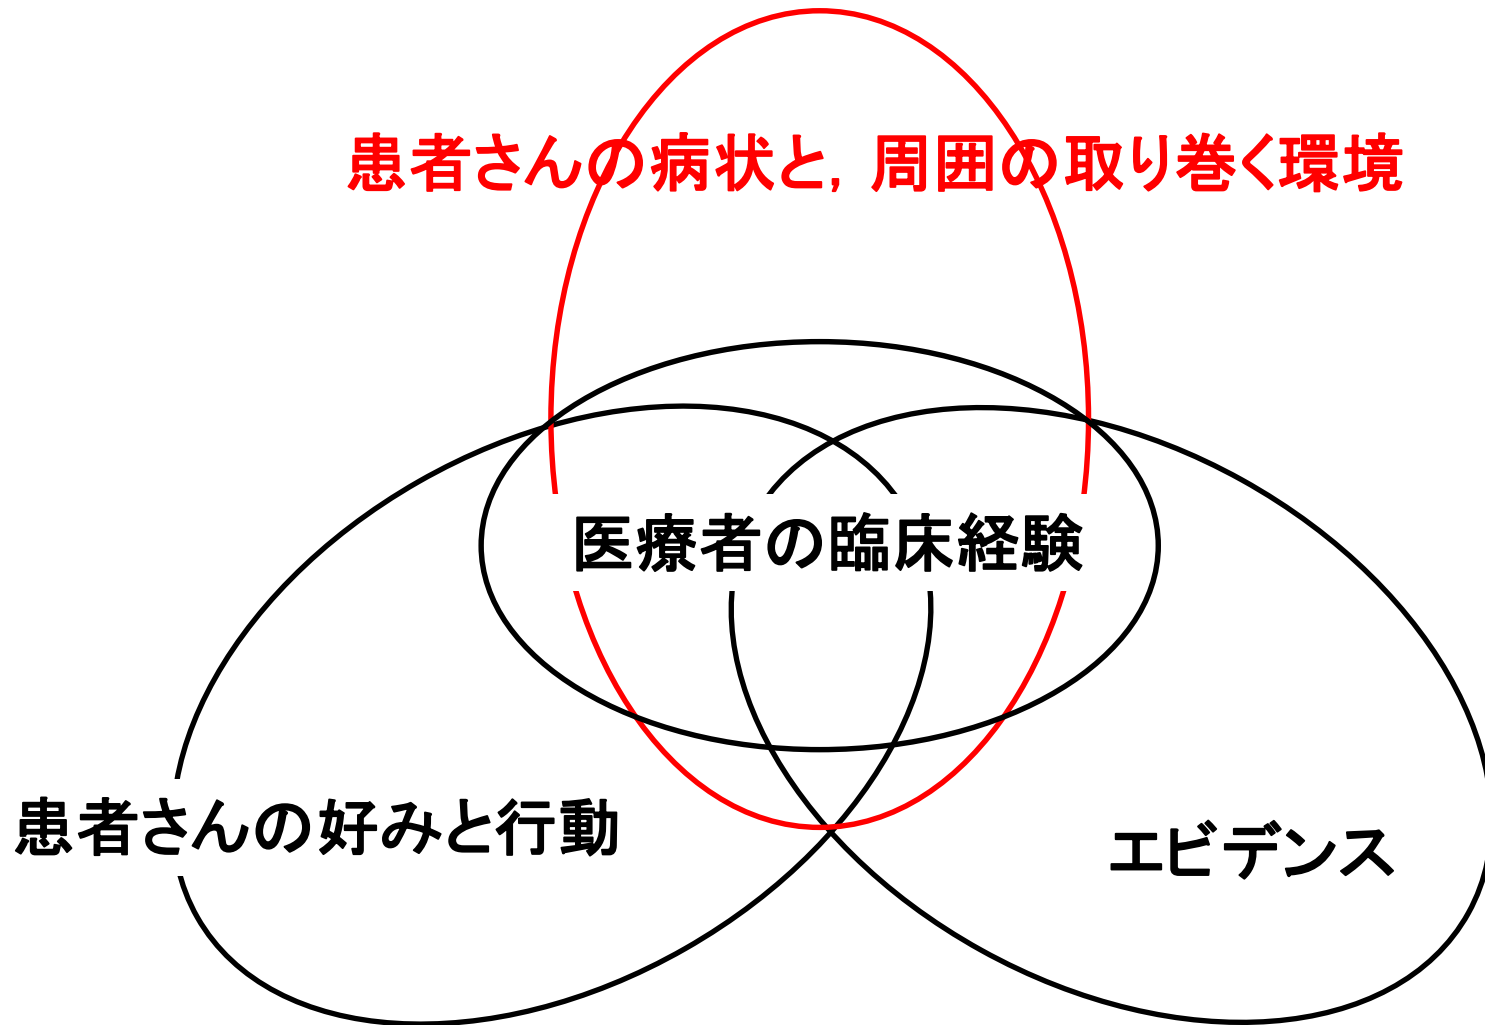 患者さんの病状と，周囲の取り巻く環境
医療者の臨床経験
患者さんの好みと行動
エビデンス